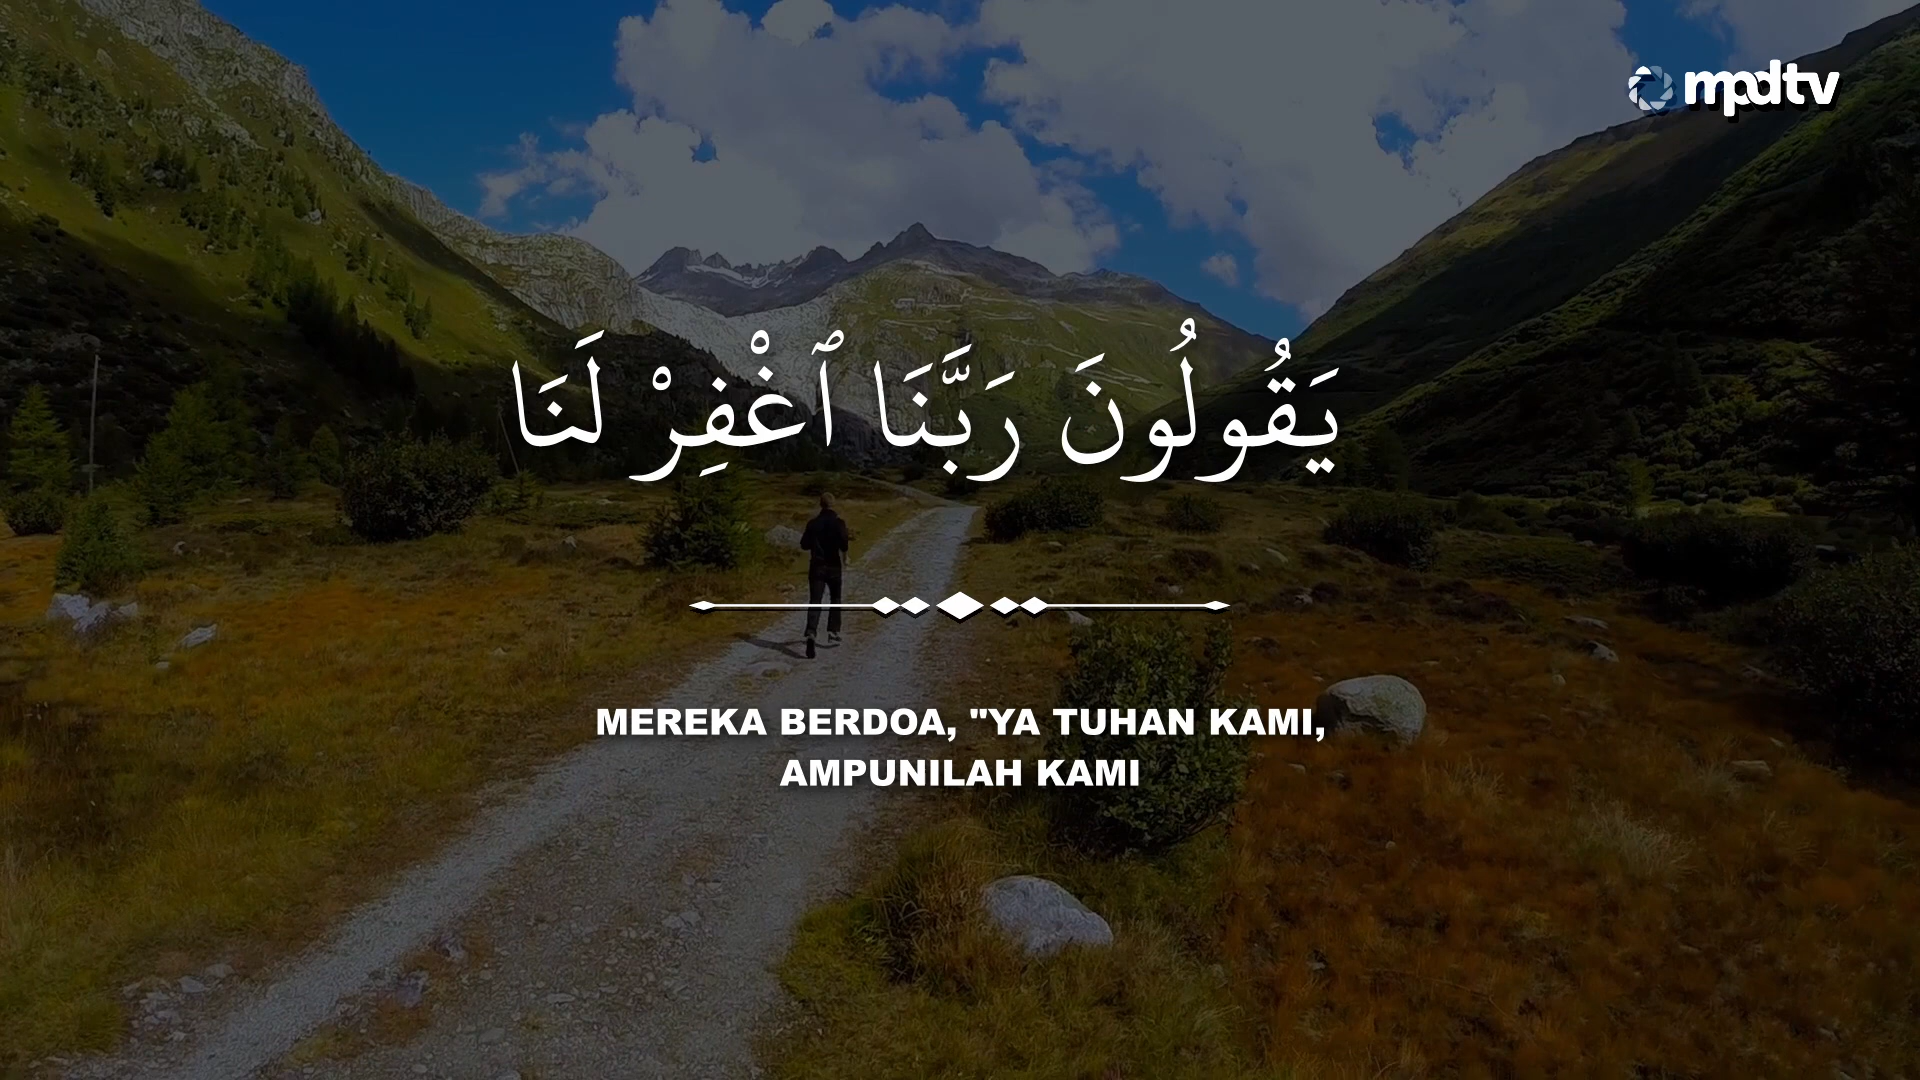 mpdtv
يَقُولُونَ رَبَّنَا ٱغْفِرْ لَنَا
MEREKA BERDOA, "YA TUHAN KAMI,
AMPUNILAH KAMI